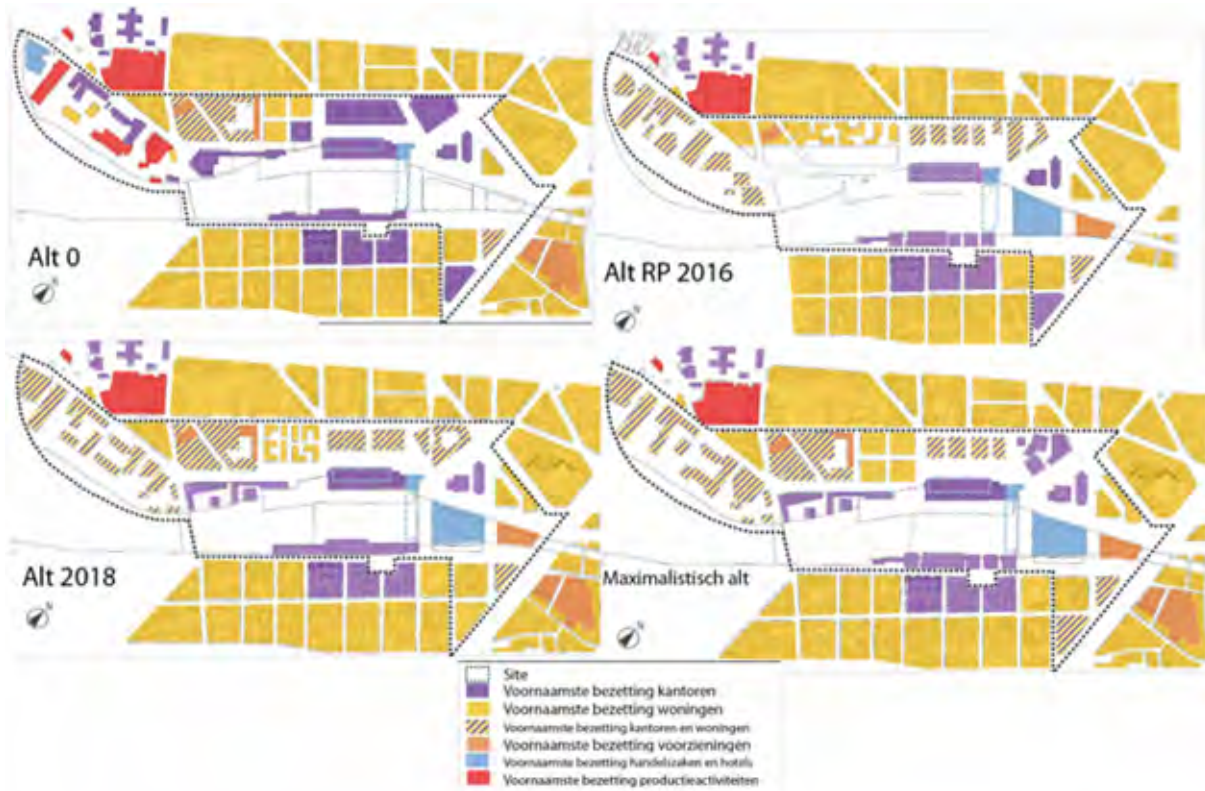 Alt 0
N
Alt RP 2016
N
Alt 2018
N
Maximalistisch alt
N
Site
Voornaamste bezetting kantoren
Voornaamste bezetting woningen
Voornaamste bezetting kantoren en woningen
Voornaamste bezetting voorzieningen
Voornaamste bezetting handelszaken en hotels
Voornaamste bezetting productieactiviteiten